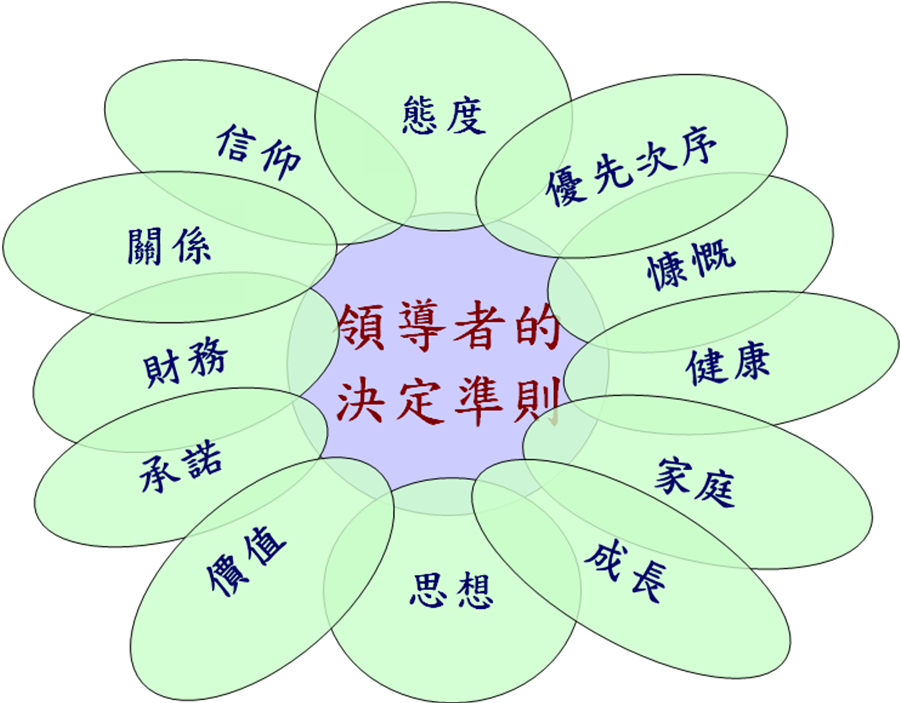 態度
優先次序
慷慨
健康
家庭
成長
思想
價值
承諾
財務
關係
信仰
領導者的
決定準則